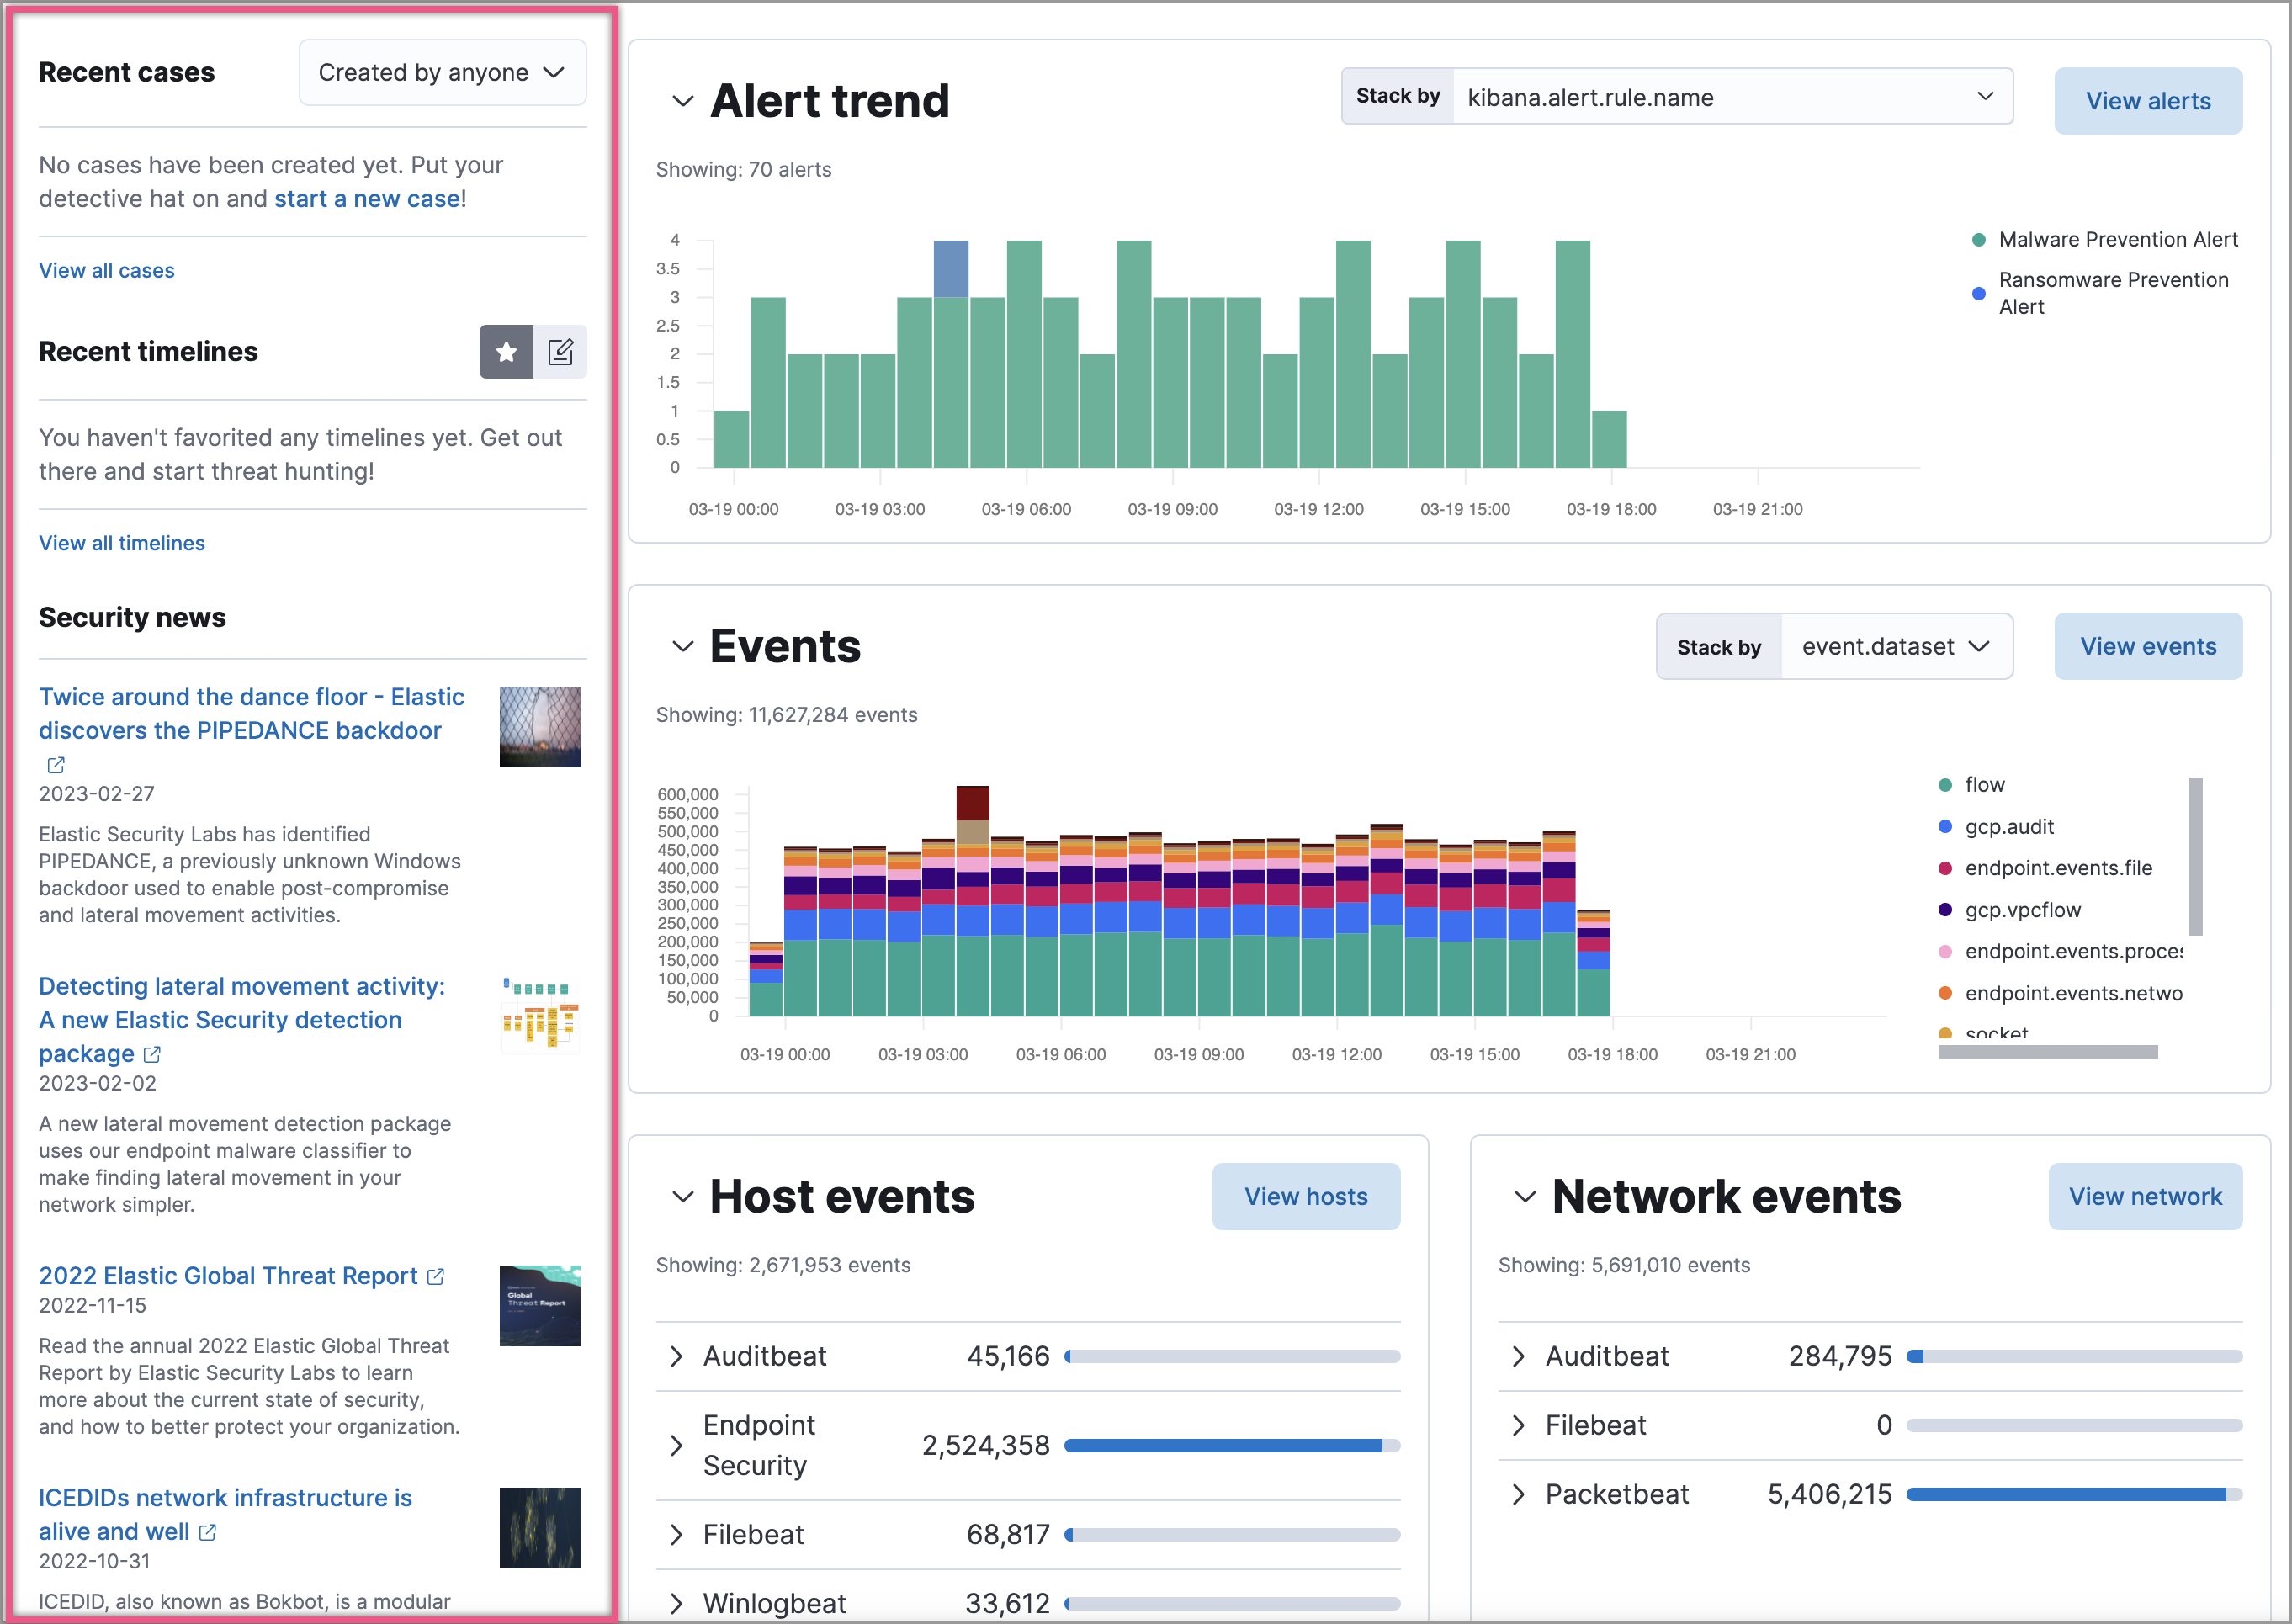 Recent cases
Created by anyone
No cases have been created yet. Put your
detective hat on and start a new case!
View all cases
Recent timelines
You haven't favorited any timelines yet. Get out
there and start threat hunting!
View all timelines
Security news
Twice around the dance floor - Elastic
discovers the PIPEDANCE backdoor
2023-02-27
Elastic Security Labs has identified
PIPEDANCE, a previously unknown Windows
backdoor used to enable post-compromise
and lateral movement activities.
Detecting lateral movement activity:
A new Elastic Security detection
package
2023-02-02
A new lateral movement detection package
uses our endpoint malware classifier to
make finding lateral movement in your
network simpler.
2022 Elastic Global Threat Report
2022-11-15
Global
Threat Report
Read the annual 2022 Elastic Global Threat
Report by Elastic Security Labs to learn
more about the current state of security,
and how to better protect your organization.
ICEDIDs network infrastructure is
alive and well
2022-10-31
ICEDID, also known as Bokbot, is a modular
Alert trend
Stack by
kibana.alert.rule.name
View alerts
Showing: 70 alerts
4
3.5
3
2.5
2
1.5
1
0.5
0
03-19 00:00
03-19 03:00
03-19 06:00
03-19 09:00
03-19 12:00
03-19 15:00
03-19 18:00
03-19 21:00
Malware Prevention Alert
Ransomware Prevention
Alert
Events
Stack by
event.dataset
View events
Showing: 11,627,284 events
600,000
550,000
500,000
450,000
400,000
350,000
300,000
250,000
200,000
150,000
100,000
50,000
0
03-19 00:00
03-19 03:00
03-19 06:00
03-19 09:00
03-19 12:00
03-19 15:00
03-19 18:00
03-19 21:00
flow
gcp.audit
endpoint.events.file
gcp.vpcflow
endpoint.events.proces
endpoint.events.netwo
socket
Host events
View hosts
Showing: 2,671,953 events
Auditbeat 45,166
Endpoint
Security
2,524,358
Filebeat 68,817
Winlogbeat 33,612
Network events
View network
Showing: 5,691,010 events
Auditbeat 284,795
Filebeat 0
Packetbeat 5,406,215